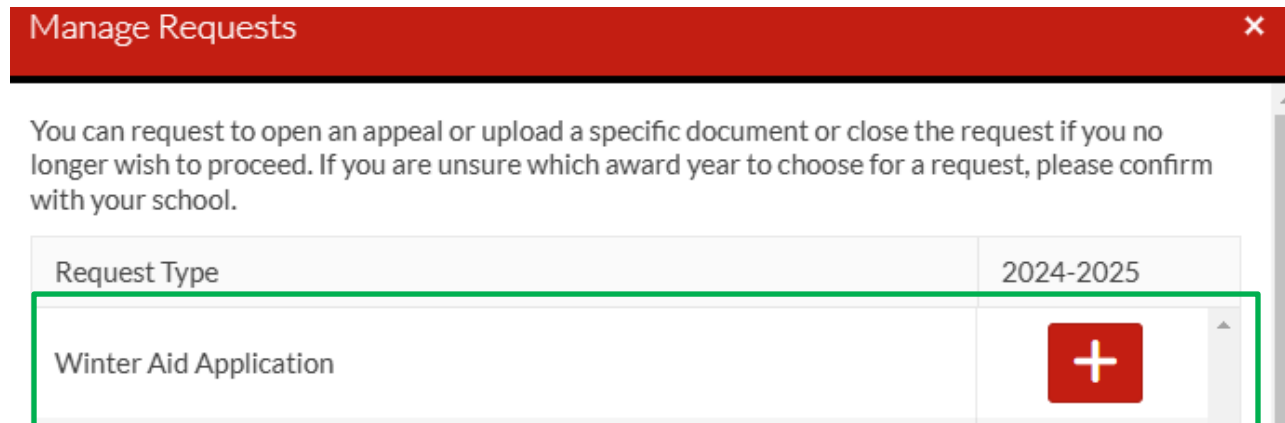 Manage Requests ×
You can request to open an appeal or upload a specific document or close the request if you no
longer wish to proceed. If you are unsure which award year to choose for a request, please confirm
with your school.
Request Type 2024-2025
Winter Aid Application +